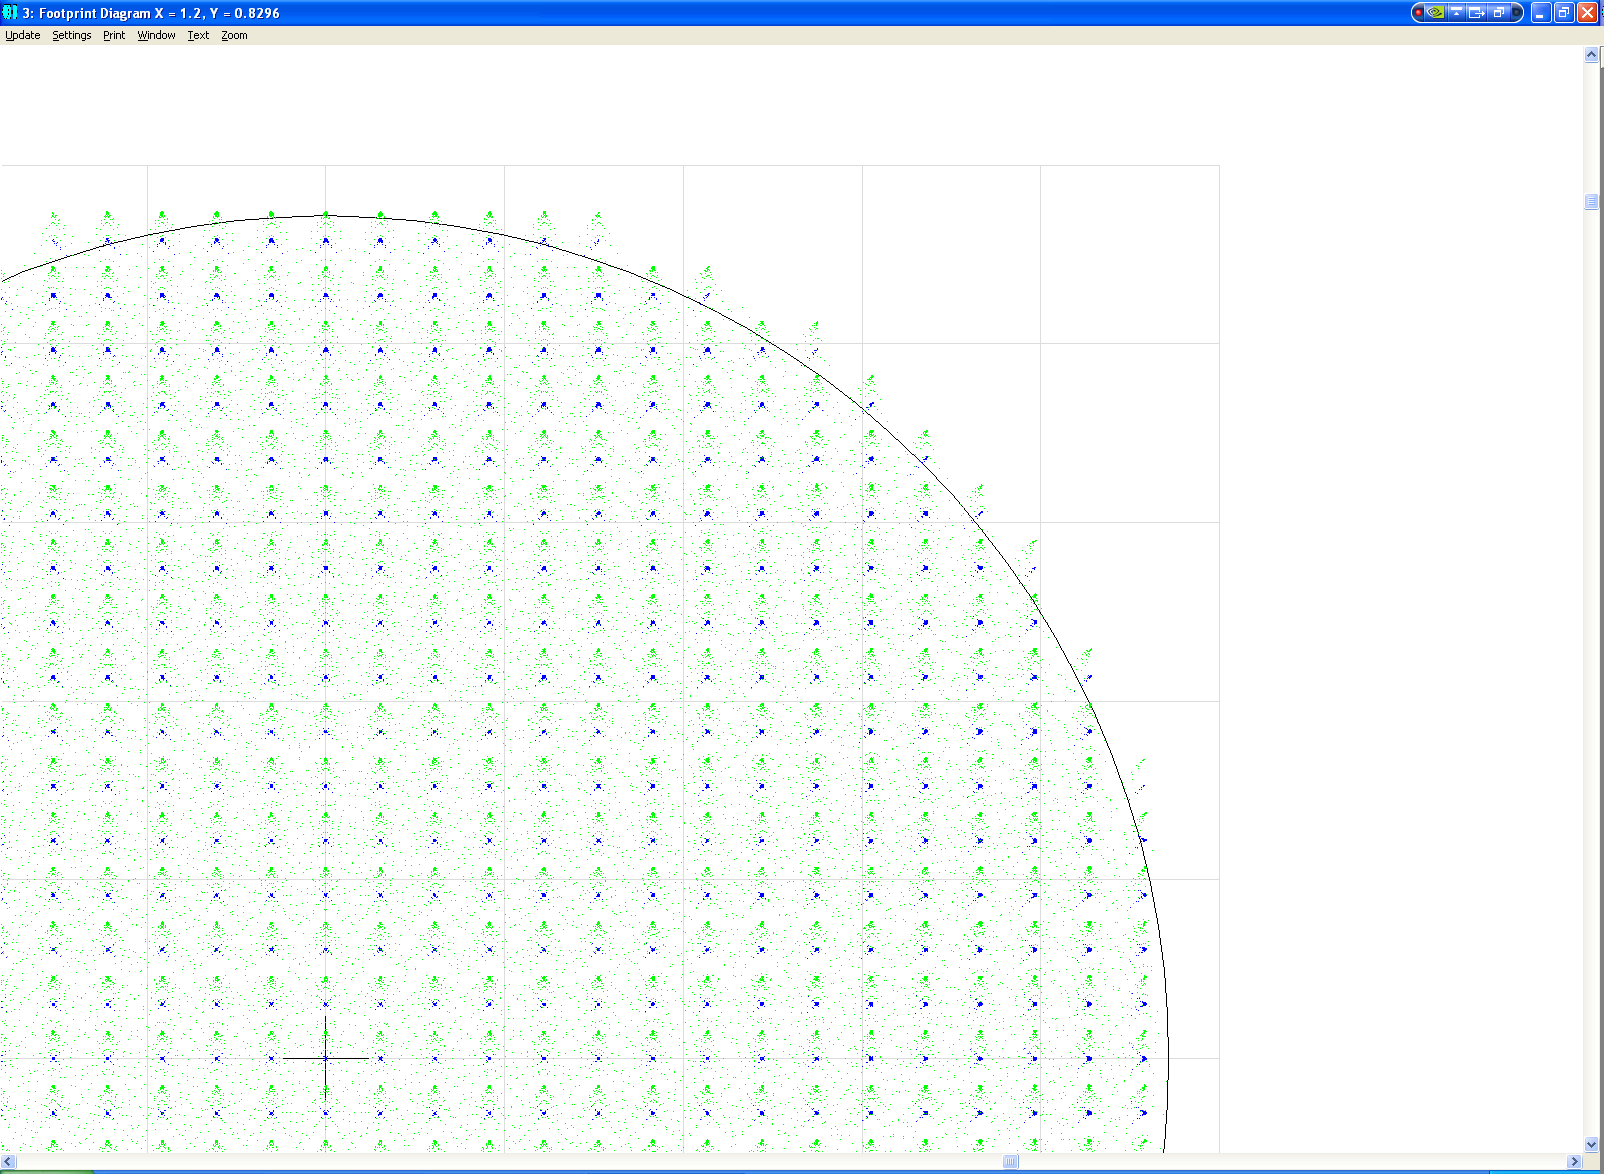 3: Footprint Diagram X = 1.2, Y = 0.8296
Update Settings Print Window Text Zoom